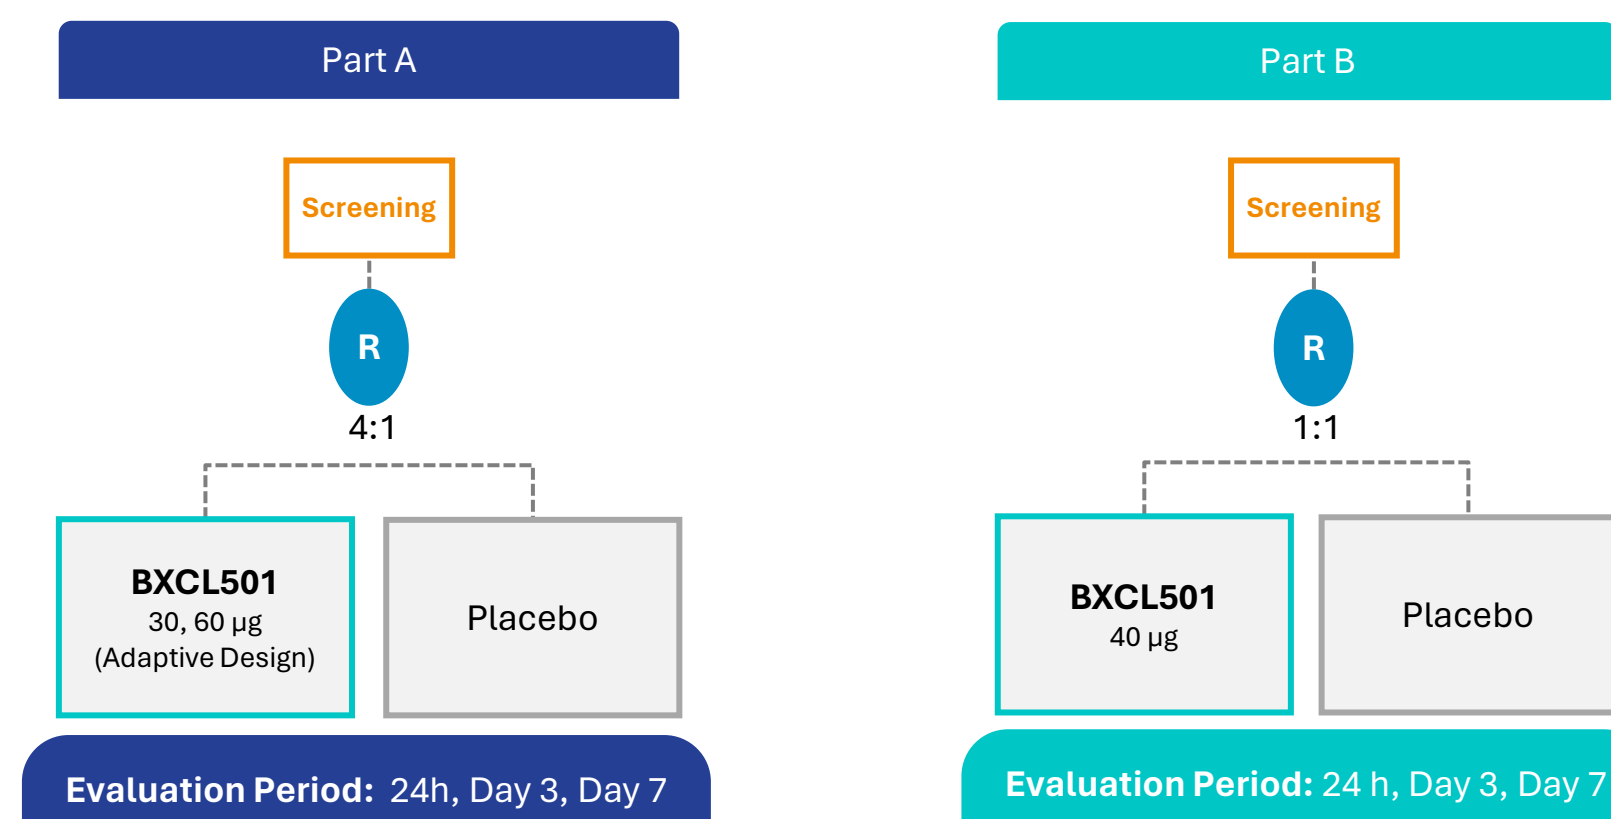 Part A
Screening
R
4:1
BXCL501
30, 60 µg
(Adaptive Design)
Placebo
Evaluation Period: 24h, Day 3, Day 7
Part B
Screening
R
1:1
BXCL501
40 µg
Placebo
Evaluation Period: 24 h, Day 3, Day 7